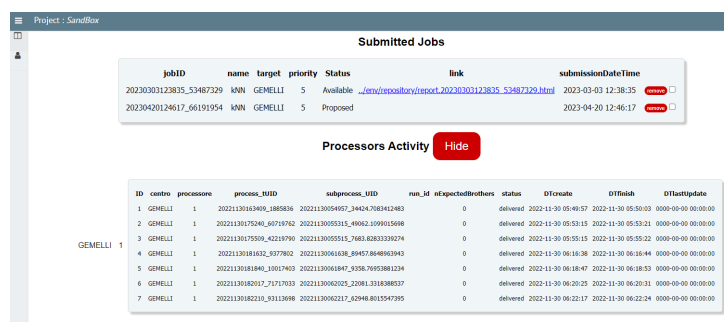 Project : SandBox
Submitted Jobs
jobID name target priority Status link submissionDateTime
20230303123835_53487329 kNN GEMELLI 5 Available ../env/repository/report.20230303123835_53487329.html 2023-03-03 12:38:35 remove
20230420124617_66191954 kNN GEMELLI 5 Proposed 2023-04-20 12:46:17 remove
Processors Activity Hide
ID centro processore process_tUID subprocess_UID run_id nExpectedBrothers status DTcreate DTfinish DTlastUpdate
1 GEMELLI 1 20221130163409_1885836 20221130054957_34424.7083412483 0 delivered 2022-11-30 05:49:57 2022-11-30 05:50:03 0000-00-00 00:00:00
2 GEMELLI 1 20221130175240_60719762 20221130055315_49062.1099015698 0 delivered 2022-11-30 05:53:15 2022-11-30 05:53:21 0000-00-00 00:00:00
3 GEMELLI 1 20221130175509_42219790 20221130055515_7683.82833339274 0 delivered 2022-11-30 05:55:15 2022-11-30 05:55:22 0000-00-00 00:00:00
GEMELLI 1
4 GEMELLI 1 20221130181632_9377802 20221130061638_89457.8648963943 0 delivered 2022-11-30 06:16:38 2022-11-30 06:16:44 0000-00-00 00:00:00
5 GEMELLI 1 20221130181840_10017403 20221130061847_9358.76953881234 0 delivered 2022-11-30 06:18:47 2022-11-30 06:18:53 0000-00-00 00:00:00
6 GEMELLI 1 20221130182017_71717033 20221130062025_22081.3318388537 0 delivered 2022-11-30 06:20:25 2022-11-30 06:20:31 0000-00-00 00:00:00
7 GEMELLI 1 20221130182210_93113698 20221130062217_62948.8015547395 0 delivered 2022-11-30 06:22:17 2022-11-30 06:22:24 0000-00-00 00:00:00